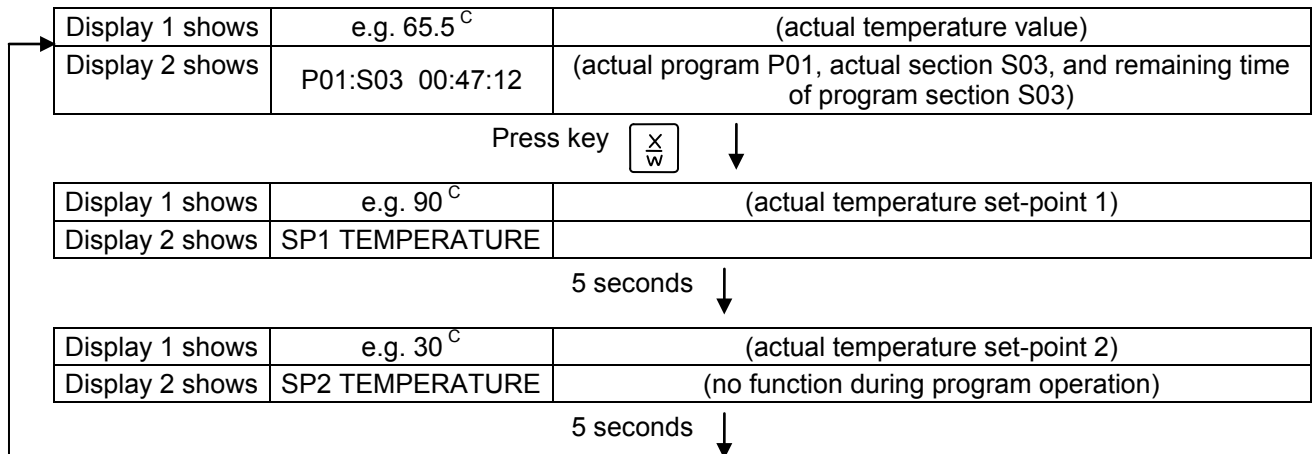 Display 1 shows e.g. 65.5 C (actual temperature value)
Display 2 shows P01:S03 00:47:12 (actual program P01, actual section S03, and remaining time
of program section S03)
Press key X/W
Display 1 shows e.g. 90 C (actual temperature set-point 1)
Display 2 shows SP1 TEMPERATURE
5 seconds
Display 1 shows e.g. 30 C (actual temperature set-point 2)
Display 2 shows SP2 TEMPERATURE (no function during program operation)
5 seconds